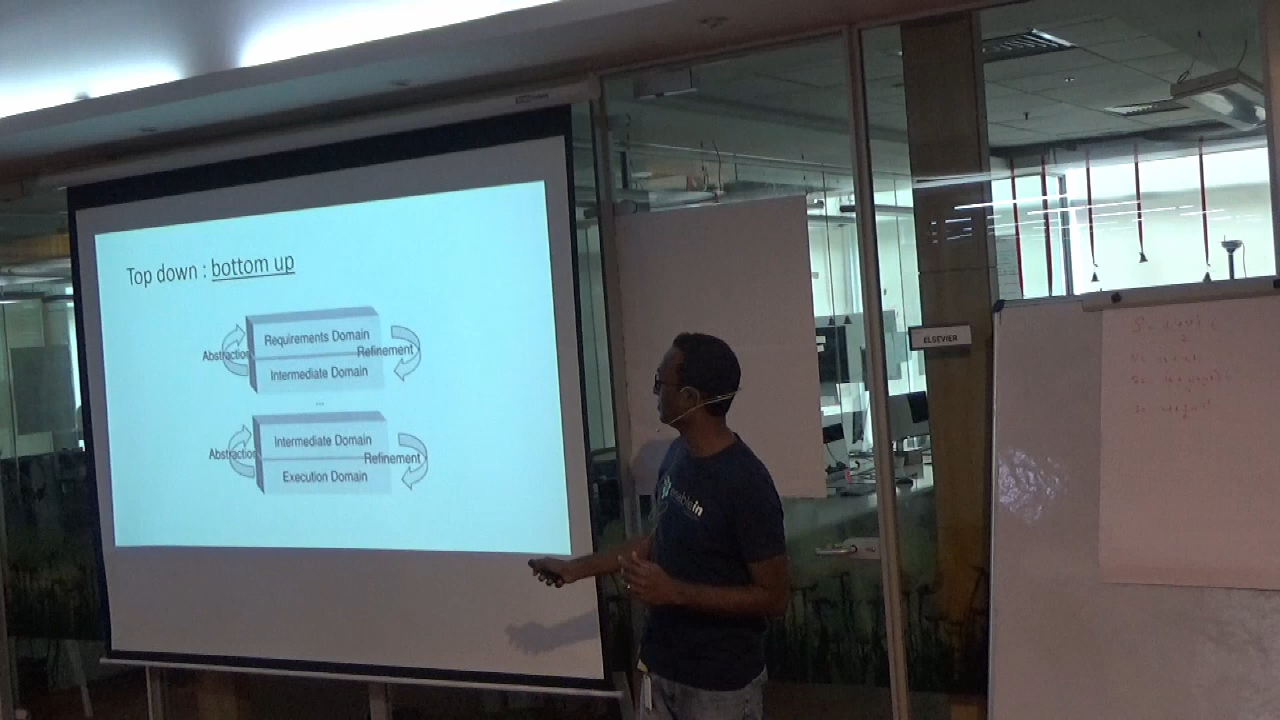 Top down : bottom up
Requirements Domain
Abstraction
Refinement
Intermediate Domain
...
Intermediate Domain
Abstraction
Refinement
Execution Domain
ELSEVIER